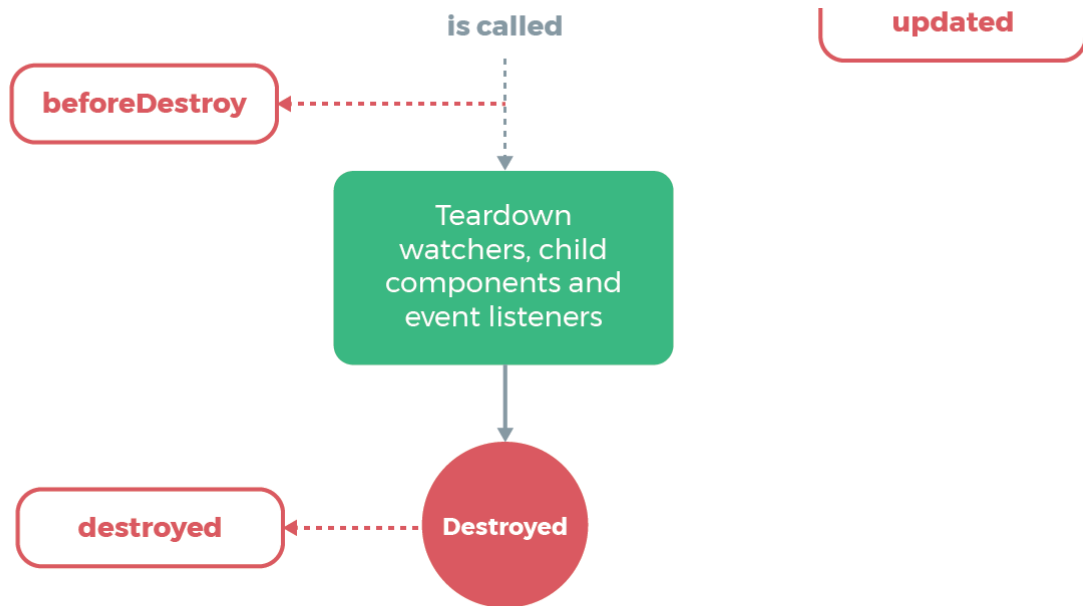 is called
updated
beforeDestroy
Teardown
watchers, child
components and
event listeners
destroyed
Destroyed